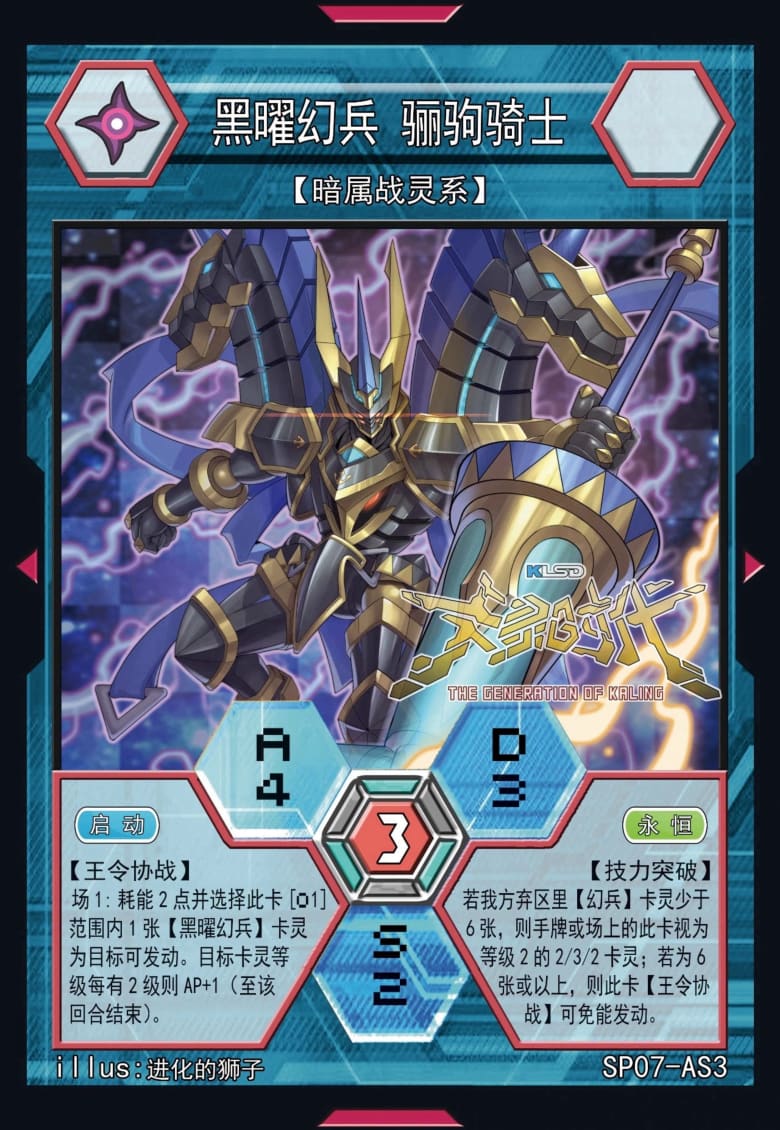 黑曜幻兵 骊驹骑士
【暗属战灵系】
KLSD
卡灵时代
THE GENERATION OF KALING
A
4
D
3
3
S
2
启动
【王令协战】
场1: 耗能2点并选择此卡[◘1]
范围内1张【黑曜幻兵】卡灵
为目标可发动。目标卡灵等
级每有2级则AP+1（至该
回合结束）。
永恒
【技力突破】
若我方弃区里【幻兵】卡灵少于
6张，则手牌或场上的此卡视为
等级2的2/3/2卡灵；若为6
张或以上，则此卡【王令协
战】可免能发动。
illus:进化的狮子
SP07-AS3